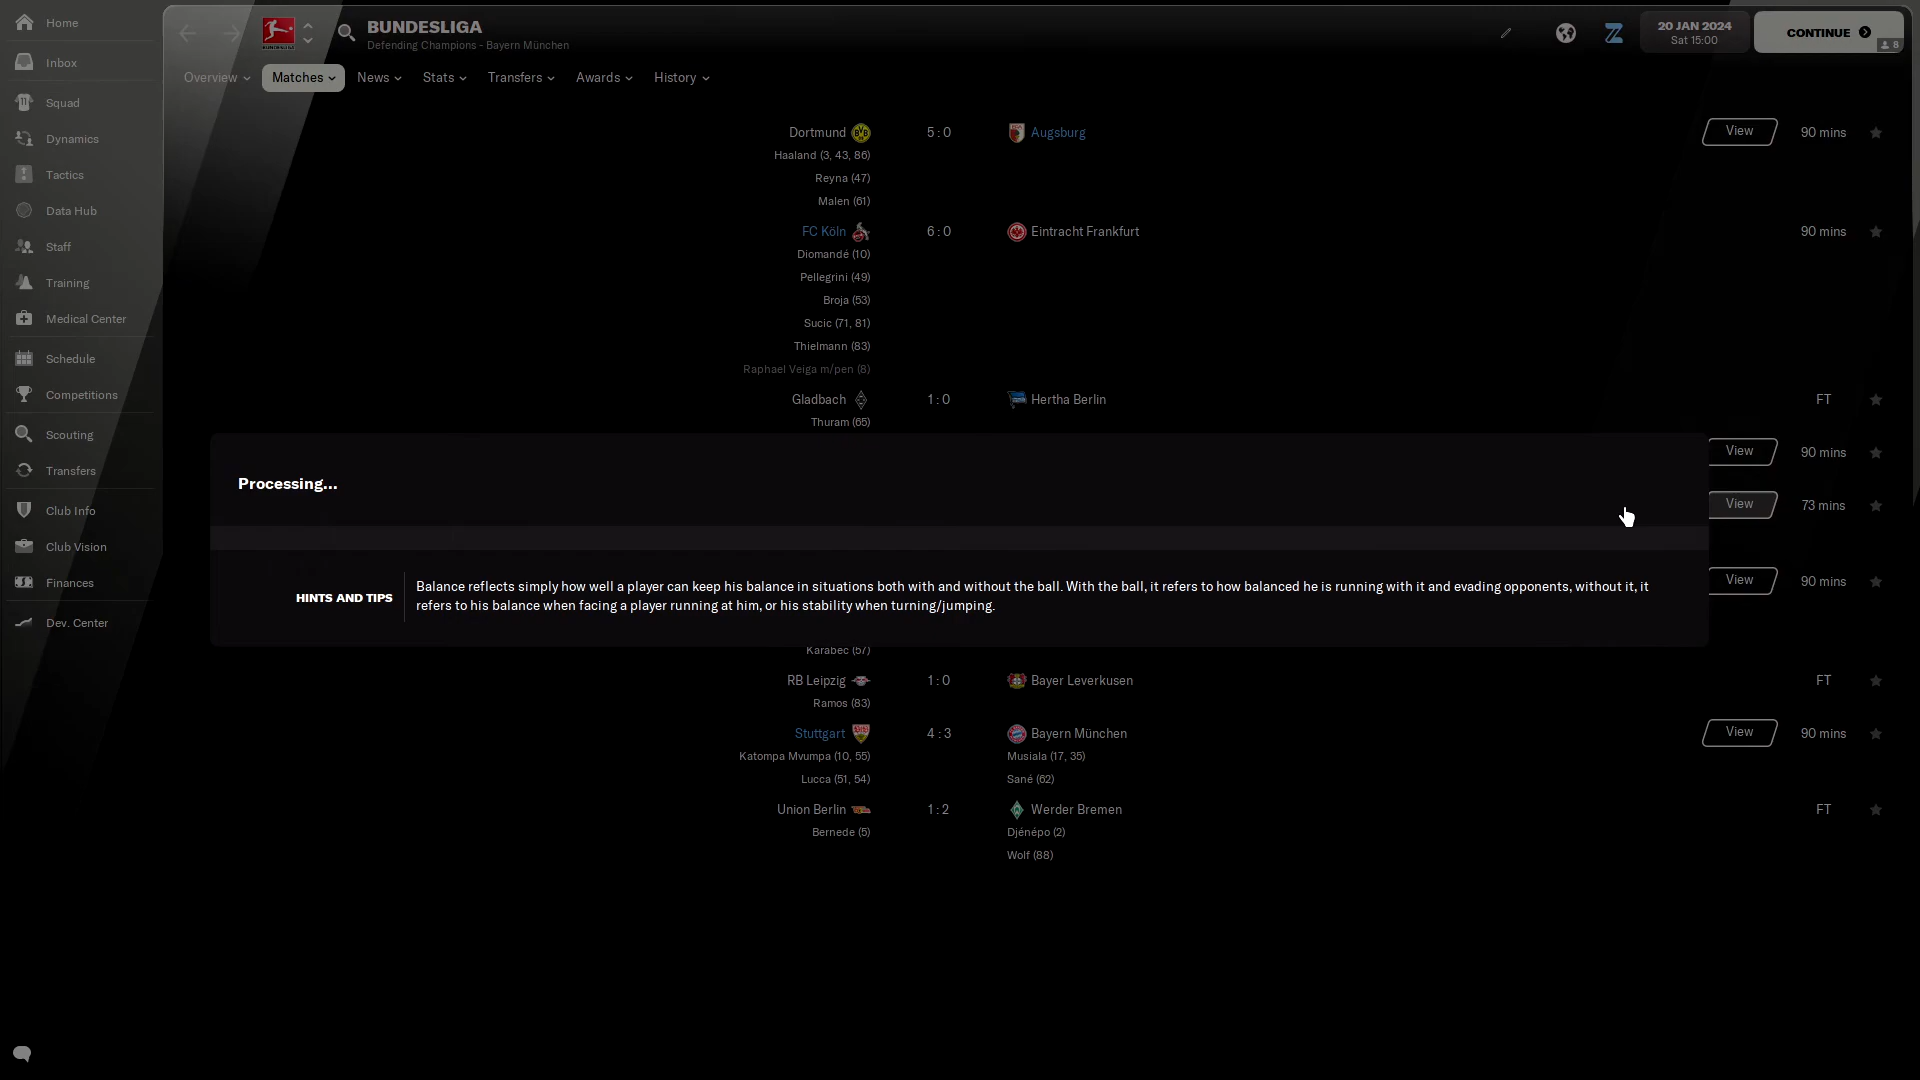 Home
BUNDESLIGA
Defending Champions - Bayern München
20 JAN 2024
Sat 15:00
CONTINUE
8
Inbox
Overview
Matches
News
Stats
Transfers
Awards
History
Squad
Dynamics
Tactics
Data Hub
Staff
Training
Medical Center
Schedule
Competitions
Scouting
Transfers
Club Info
Club Vision
Finances
Dev. Center
Dortmund 5 : 0 Augsburg View 90 mins
Haaland (3, 43, 86)
Reyna (47)
Malen (61)
FC Köln 6 : 0 Eintracht Frankfurt 90 mins
Diomandé (10)
Pellegrini (49)
Broja (53)
Sucic (71, 81)
Thielmann (83)
Raphael Veiga m/pen (8)
Gladbach 1 : 0 Hertha Berlin FT
Thuram (65)
View 90 mins
Processing...
View 73 mins
View 90 mins
HINTS AND TIPS
Balance reflects simply how well a player can keep his balance in situations both with and without the ball. With the ball, it refers to how balanced he is running with it and evading opponents, without it, it
refers to his balance when facing a player running at him, or his stability when turning/jumping.
Karabec (57)
RB Leipzig 1 : 0 Bayer Leverkusen FT
Ramos (83)
Stuttgart 4 : 3 Bayern München View 90 mins
Katompa Mvumpa (10, 55) Musiala (17, 35)
Lucca (51, 54) Sané (62)
Union Berlin 1 : 2 Werder Bremen FT
Bernede (5) Djénépo (2)
Wolf (88)